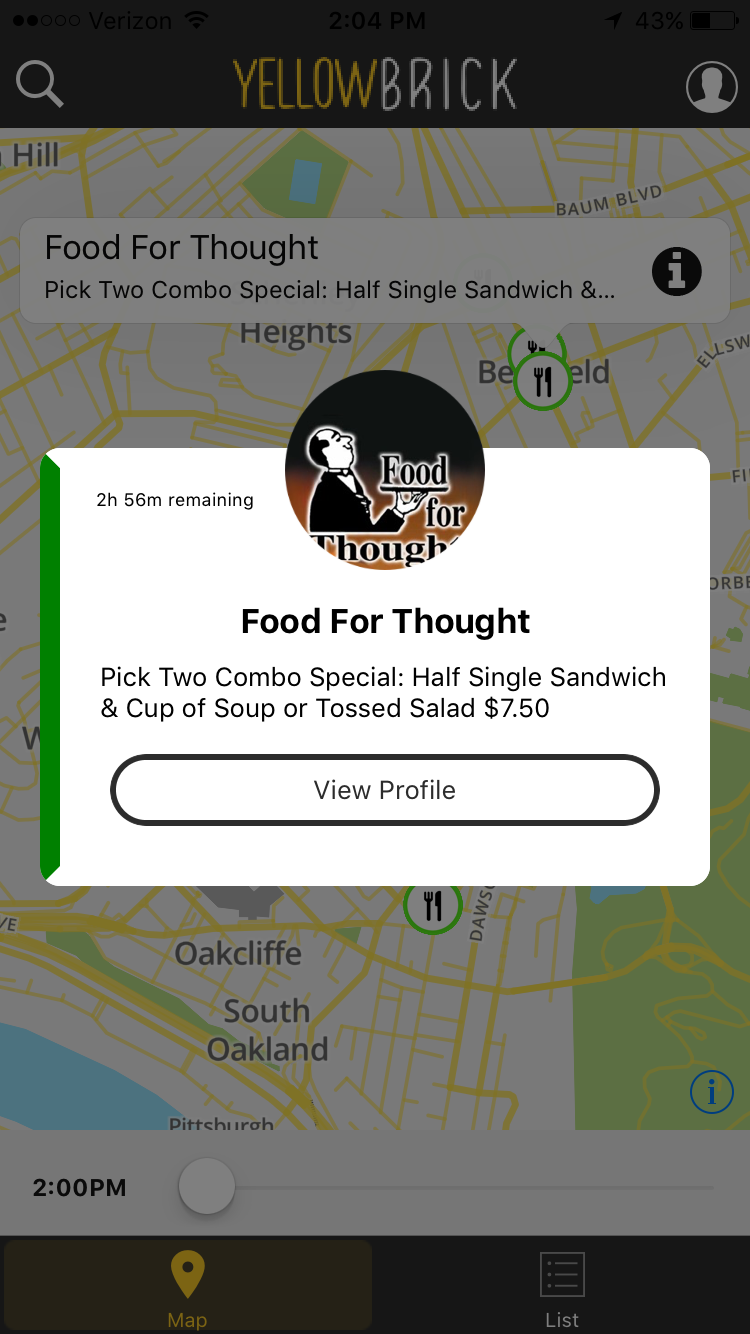 Verizon 2:04 PM 43%
YELLOWBRICK
Hill
BAUM BLVD
Food For Thought
Pick Two Combo Special: Half Single Sandwich &...
Heights
ELLSW
Be eld
FI
2h 56m remaining
Food
for
Though
ORBE
Food For Thought
Pick Two Combo Special: Half Single Sandwich
& Cup of Soup or Tossed Salad $7.50
W
View Profile
VE
DAWS
Oakcliffe
South
Oakland
Pittsburgh
2:00PM
Map
List